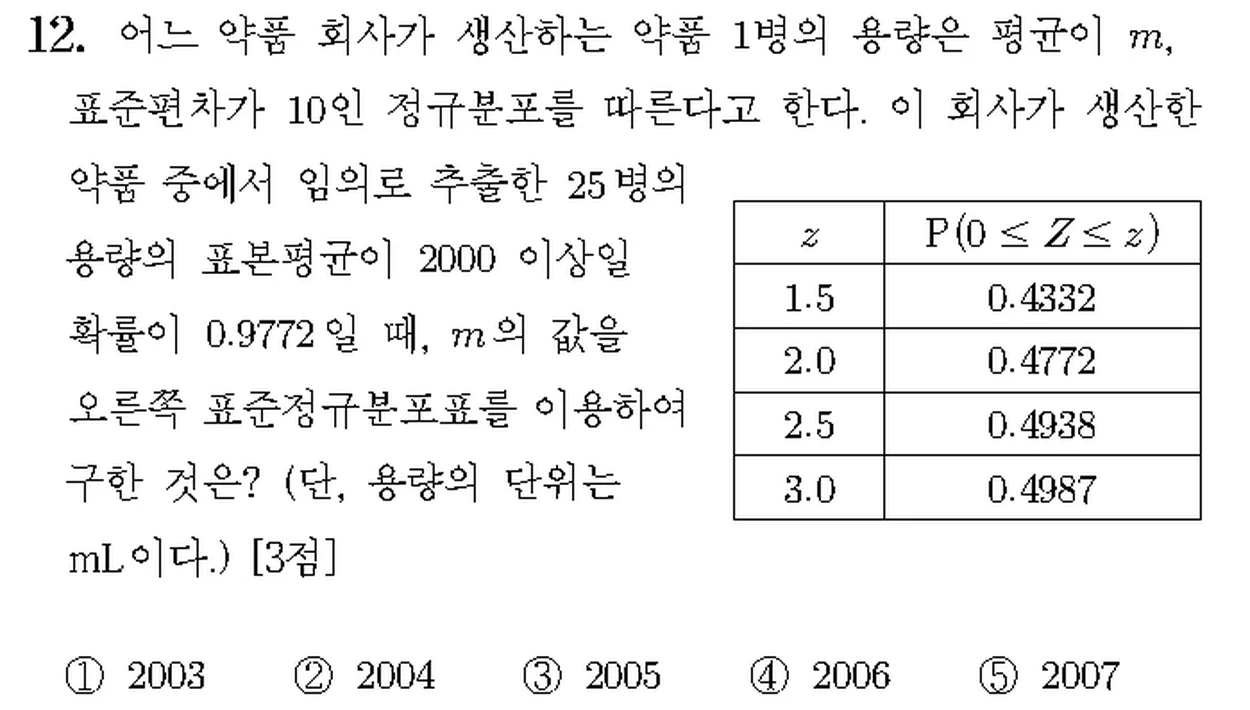 12. 어느 약품 회사가 생산하는 약품 1병의 용량은 평균이 m,
표준편차가 10인 정규분포를 따른다고 한다. 이 회사가 생산한
약품 중에서 임의로 추출한 25병의
용량의 표본평균이 2000 이상일
확률이 0.9772일 때, m의 값을
오른쪽 표준정규분포표를 이용하여
구한 것은? (단, 용량의 단위는
mL이다.) [3점]
z P(0 ≤ Z ≤ z)
1.5 0.4332
2.0 0.4772
2.5 0.4938
3.0 0.4987
① 2003 ② 2004 ③ 2005 ④ 2006 ⑤ 2007